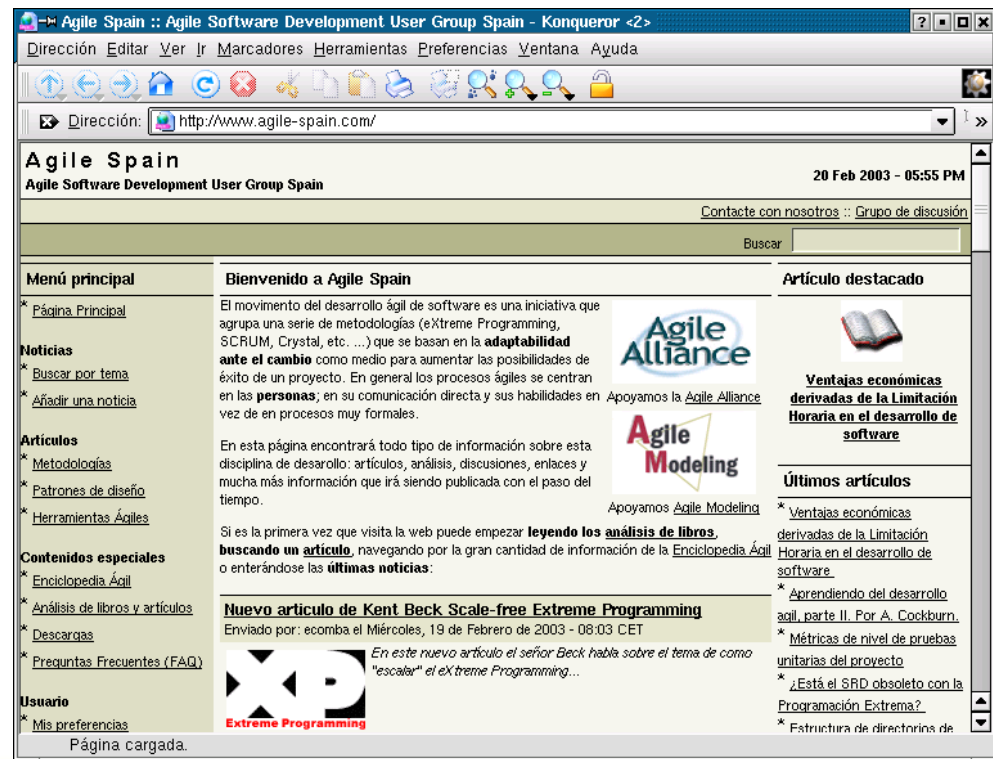 Agile Spain :: Agile Software Development User Group Spain - Konqueror <2>
Dirección Editar Ver Ir Marcadores Herramientas Preferencias Ventana Ayuda
Dirección: http://www.agile-spain.com/
Agile Spain
Agile Software Development User Group Spain
20 Feb 2003 - 05:55 PM
Contacte con nosotros :: Grupo de discusión
Buscar
Menú principal
* Página Principal
Noticias
* Buscar por tema
* Añadir una noticia
Artículos
* Metodologías
* Patrones de diseño
* Herramientas Ágiles
Contenidos especiales
* Enciclopedia Ágil
* Análisis de libros y artículos
* Descargas
* Preguntas Frecuentes (FAQ)
Usuario
* Mis preferencias
Bienvenido a Agile Spain
El movimento del desarrollo ágil de software es una iniciativa que
agrupa una serie de metodologías (eXtreme Programming,
SCRUM, Crystal, etc. ...) que se basan en la adaptabilidad
ante el cambio como medio para aumentar las posibilidades de
éxito de un proyecto. En general los procesos ágiles se centran
en las personas; en su comunicación directa y sus habilidades en
vez de en procesos muy formales.
En esta página encontrará todo tipo de información sobre esta
disciplina de desarollo: artículos, análisis, discusiones, enlaces y
mucha más información que irá siendo publicada con el paso del
tiempo.
Agile
Alliance
Apoyamos la Agile Alliance
Agile
Modeling
Apoyamos Agile Modeling
Si es la primera vez que visita la web puede empezar leyendo los análisis de libros,
buscando un artículo, navegando por la gran cantidad de información de la Enciclopedia Ágil
o enterándose las últimas noticias:
Nuevo articulo de Kent Beck Scale-free Extreme Programming
Enviado por: ecomba el Miércoles, 19 de Febrero de 2003 - 08:03 CET
XP
Extreme Programming
En este nuevo artículo el señor Beck habla sobre el tema de como
"escalar" el eXtreme Programming...
Artículo destacado
Ventajas económicas
derivadas de la Limitación
Horaria en el desarrollo de
software
Últimos artículos
* Ventajas económicas
derivadas de la Limitación
Horaria en el desarrollo de
software
* Aprendiendo del desarrollo
agil, parte II. Por A. Cockburn.
* Métricas de nivel de pruebas
unitarias del proyecto
* ¿Está el SRD obsoleto con la
Programación Extrema?
* Estructura de directorios de
Página cargada.